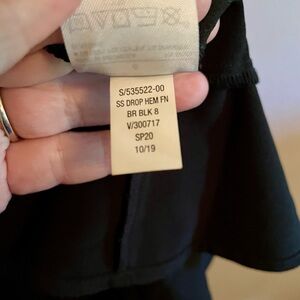 S/535522-00
SS DROP HEM FN
BR BLK 8
V/300717
SP20
10/19